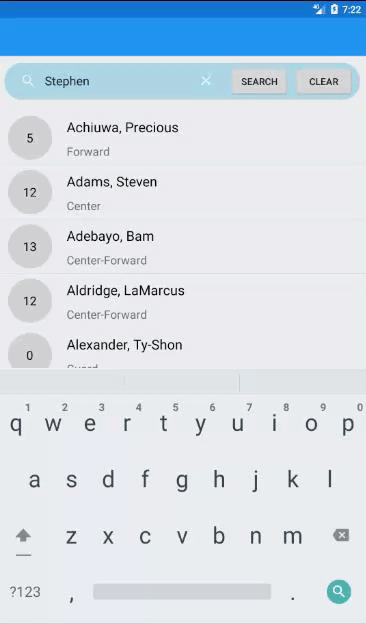 4G 7:22
Stephen SEARCH CLEAR
5 Achiuwa, Precious
Forward
12 Adams, Steven
Center
13 Adebayo, Bam
Center-Forward
12 Aldridge, LaMarcus
Center-Forward
0 Alexander, Ty-Shon
Guard
1 2 3 4 5 6 7 8 9 0
q w e r t y u i o p
a s d f g h j k l
z x c v b n m
?123 , .